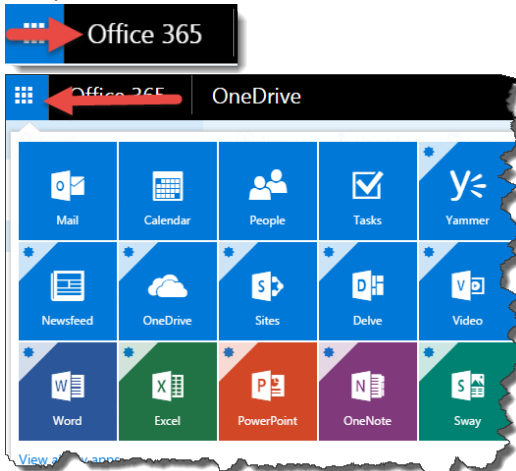 Office 365
Office 365 OneDrive
Mail Calendar People Tasks Yammer
Newsfeed OneDrive Sites Delve Video
Word Excel PowerPoint OneNote Sway
View